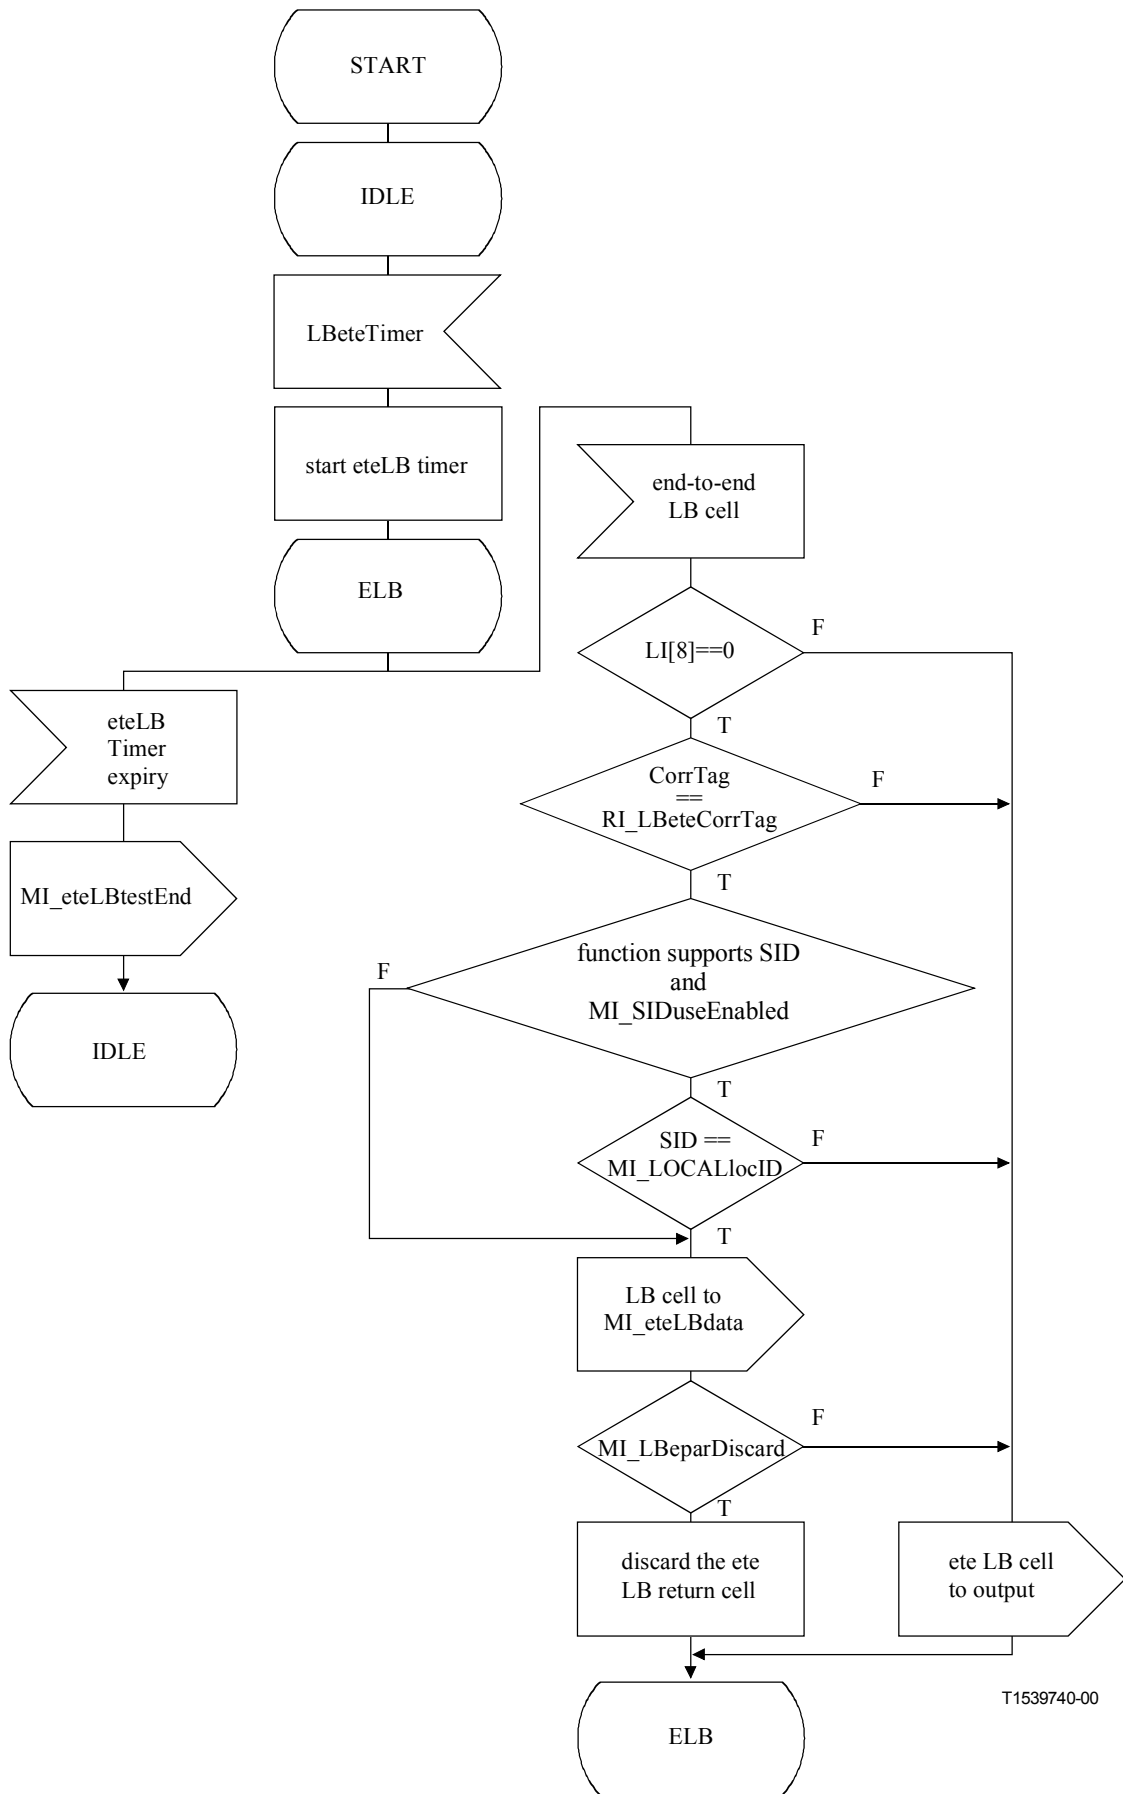 START
IDLE
LBeteTimer
start eteLB timer
ELB
eteLB
Timer
expiry
MI_eteLBtestEnd
IDLE
end-to-end
LB cell
LI[8]==0
F
T
CorrTag
==
RI_LBeteCorrTag
F
T
function supports SID
and
MI_SIDuseEnabled
F
T
SID ==
MI_LOCALlocID
F
T
LB cell to
MI_eteLBdata
MI_LBeparDiscard
F
T
discard the ete
LB return cell
ete LB cell
to output
ELB
T1539740-00